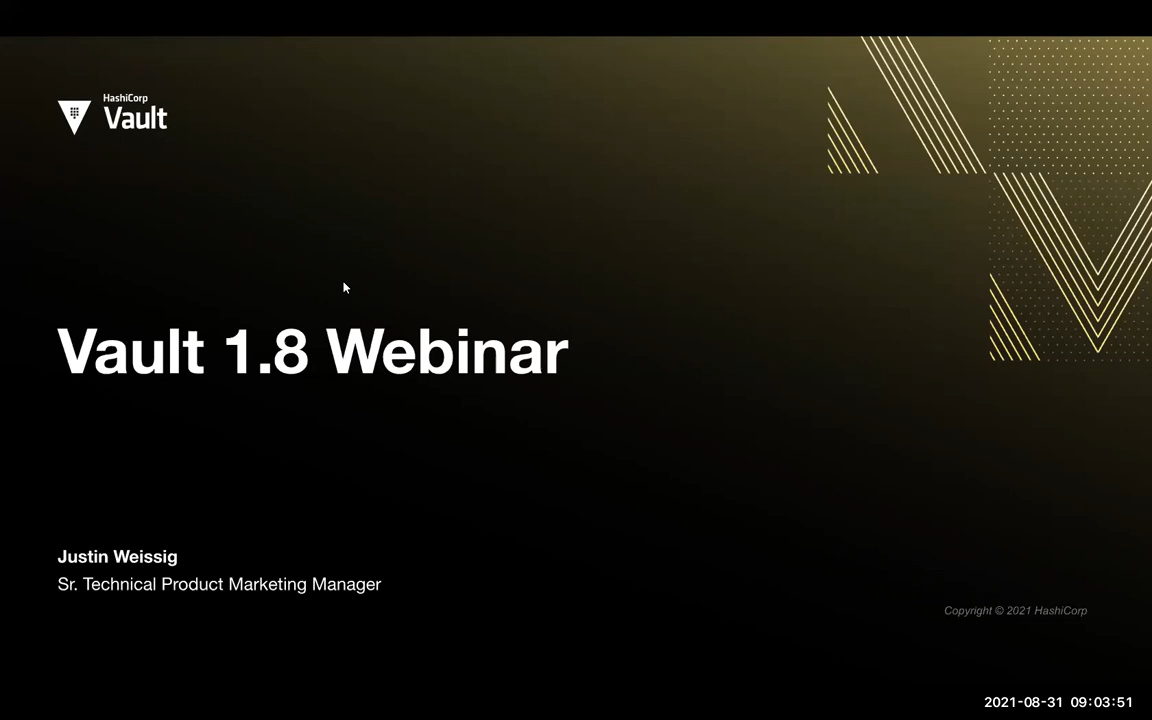 HashiCorp
Vault
Vault 1.8 Webinar
Justin Weissig
Sr. Technical Product Marketing Manager
Copyright © 2021 HashiCorp
2021-08-31 09:03:51